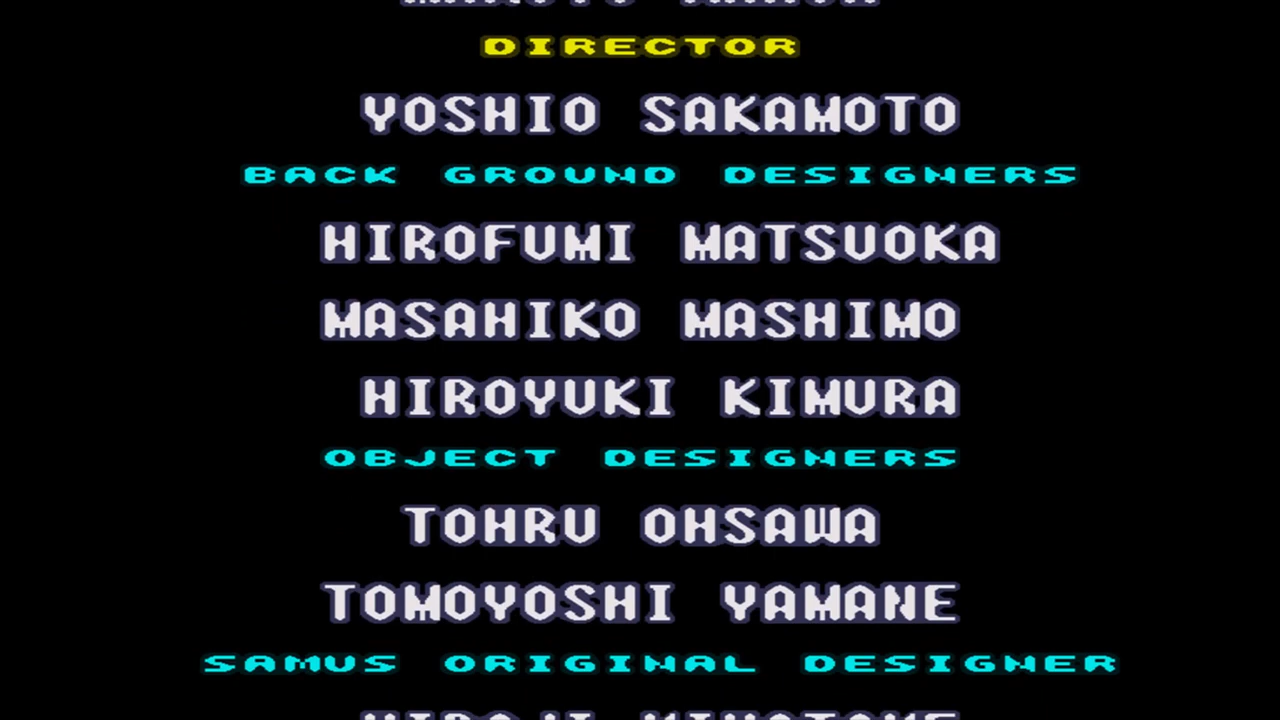 DIRECTOR
YOSHIO SAKAMOTO
BACK GROUND DESIGNERS
HIROFUMI MATSUOKA
MASAHIKO MASHIMO
HIROYUKI KIMURA
OBJECT DESIGNERS
TOHRU OHSAWA
TOMOYOSHI YAMANE
SAMUS ORIGINAL DESIGNER